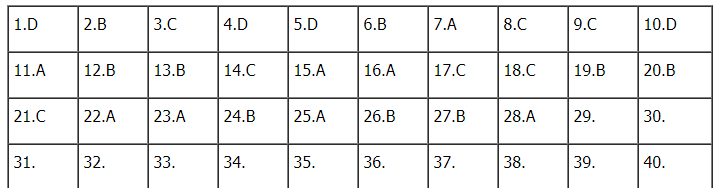 1.D 2.B 3.C 4.D 5.D 6.B 7.A 8.C 9.C 10.D
11.A 12.B 13.B 14.C 15.A 16.A 17.C 18.C 19.B 20.B
21.C 22.A 23.A 24.B 25.A 26.B 27.B 28.A 29. 30.
31. 32. 33. 34. 35. 36. 37. 38. 39. 40.